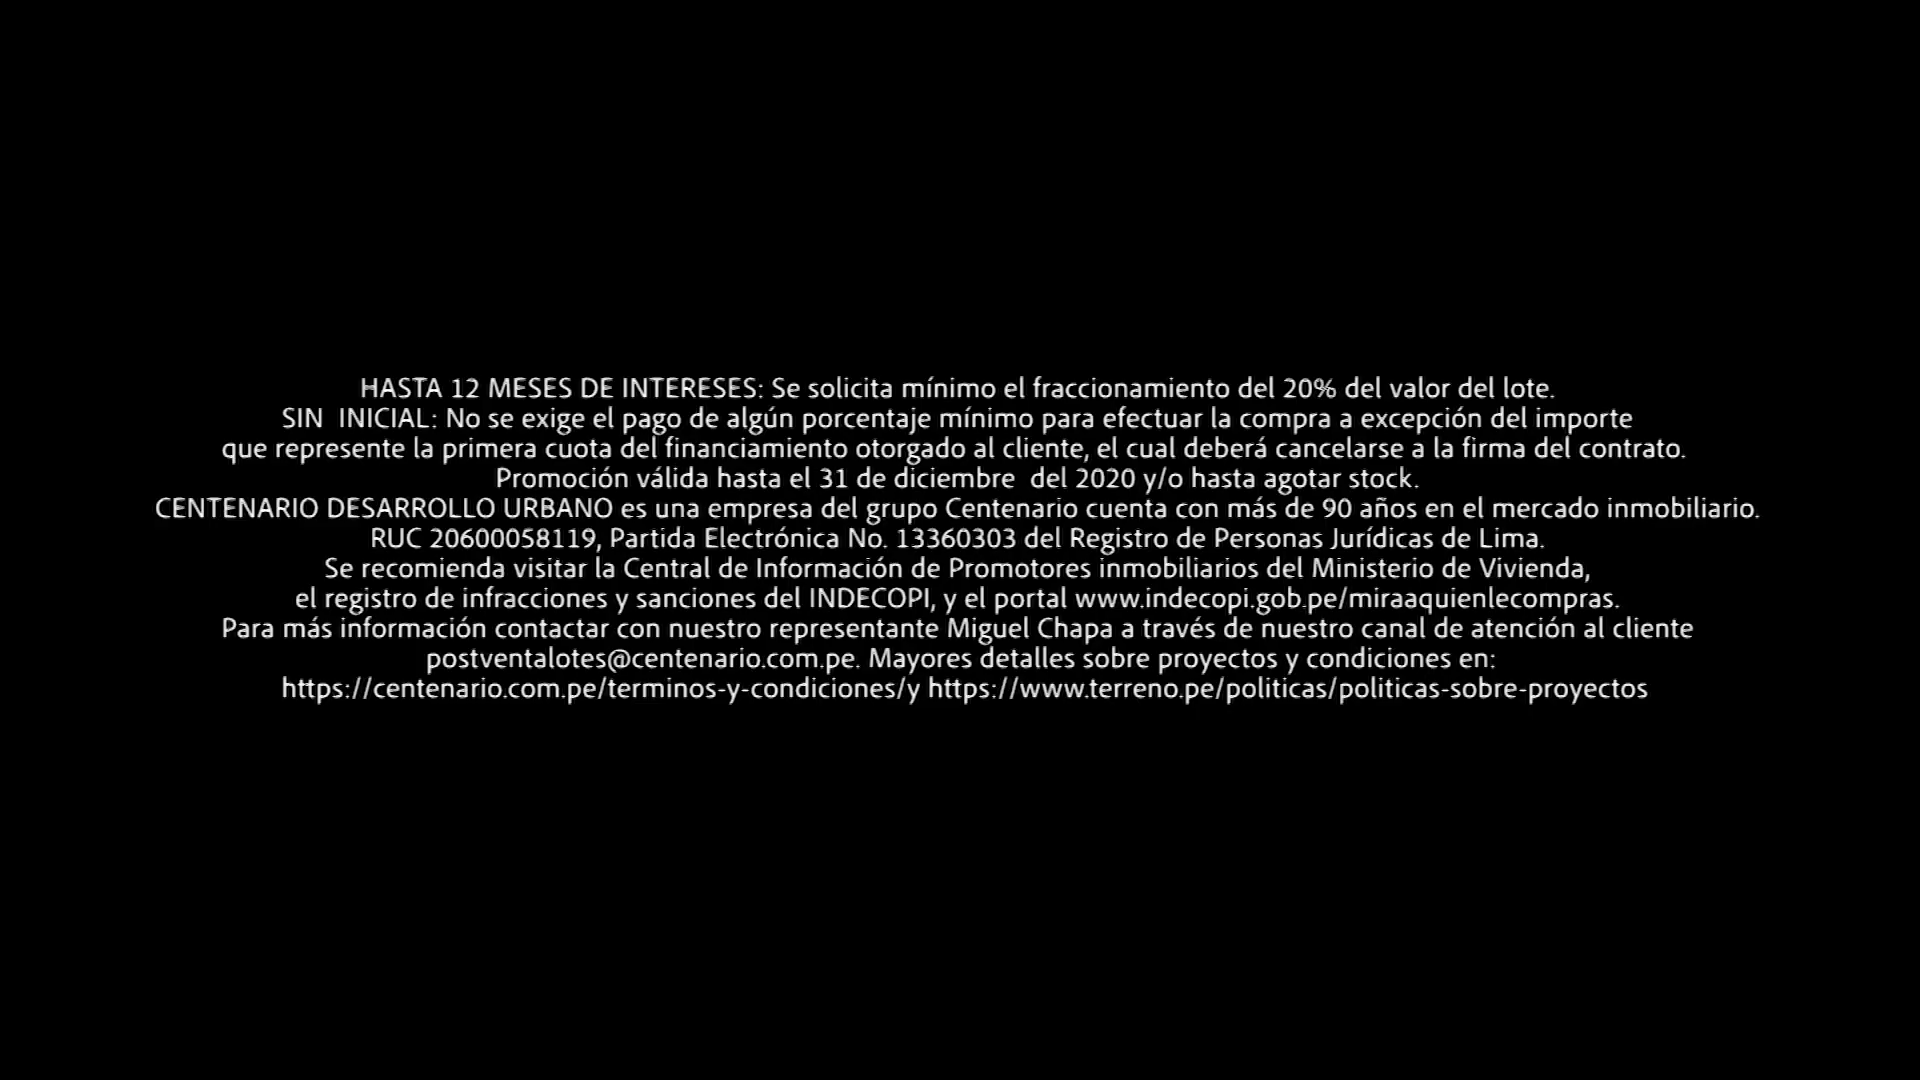 HASTA 12 MESES DE INTERESES: Se solicita mínimo el fraccionamiento del 20% del valor del lote.
SIN  INICIAL: No se exige el pago de algún porcentaje mínimo para efectuar la compra a excepción del importe
que represente la primera cuota del financiamiento otorgado al cliente, el cual deberá cancelarse a la firma del contrato.
Promoción válida hasta el 31 de diciembre  del 2020 y/o hasta agotar stock.
CENTENARIO DESARROLLO URBANO es una empresa del grupo Centenario cuenta con más de 90 años en el mercado inmobiliario.
RUC 20600058119, Partida Electrónica No. 13360303 del Registro de Personas Jurídicas de Lima.
Se recomienda visitar la Central de Información de Promotores inmobiliarios del Ministerio de Vivienda,
el registro de infracciones y sanciones del INDECOPI, y el portal www.indecopi.gob.pe/miraaquienlecompras.
Para más información contactar con nuestro representante Miguel Chapa a través de nuestro canal de atención al cliente
postventalotes@centenario.com.pe. Mayores detalles sobre proyectos y condiciones en:
https://centenario.com.pe/terminos-y-condiciones/y https://www.terreno.pe/politicas/politicas-sobre-proyectos